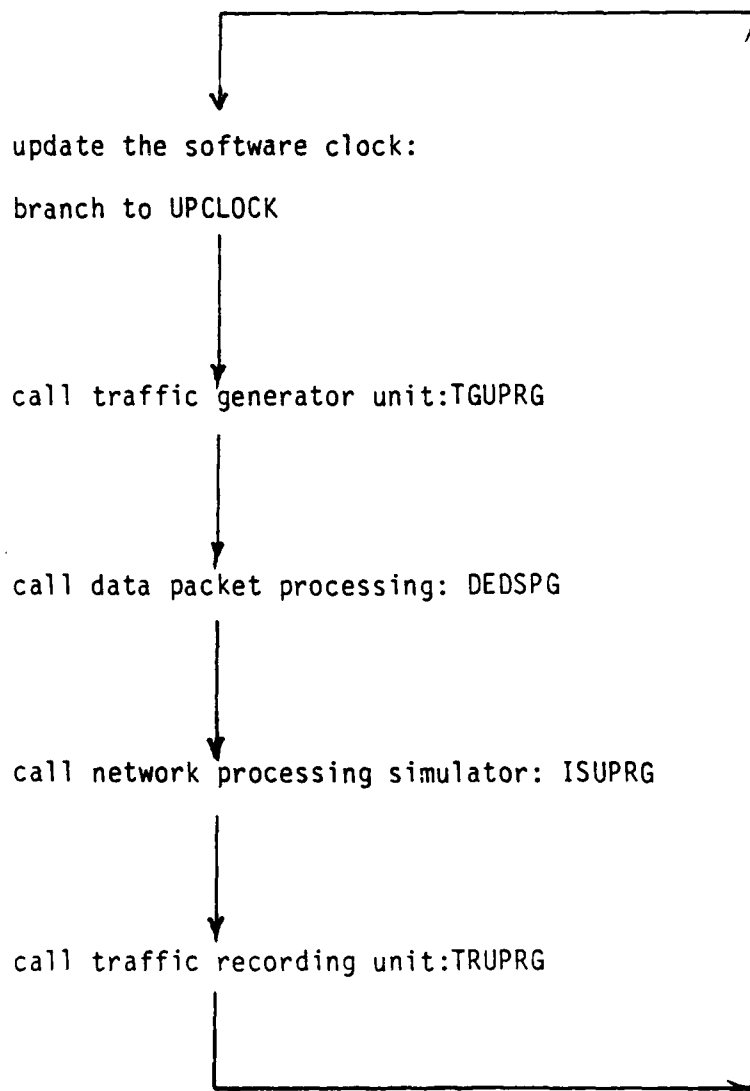 update the software clock:
branch to UPCLOCK
call traffic generator unit:TGUPRG
call data packet processing: DEDSPG
call network processing simulator: ISUPRG
call traffic recording unit:TRUPRG